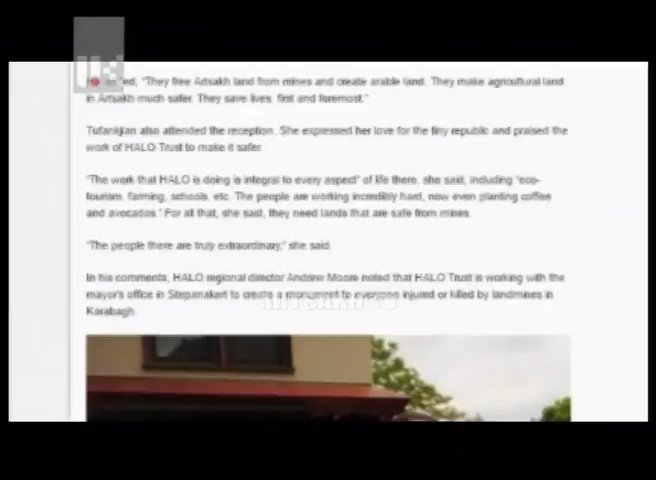 "They free Artsakh land from mines and create arable land. They make agricultural land
in Artsakh much safer. They save lives, first and foremost."
Tufankjian also attended the reception. She expressed her love for the tiny republic and praised the
work of HALO Trust to make it safer.
"The work that HALO is doing is integral to every aspect" of life there, she said, including "eco-
tourism, farming, schools, etc. The people are working incredibly hard, now even planting coffee
and avocados." For all that, she said, they need lands that are safe from mines.
"The people there are truly extraordinary," she said.
In his comments, HALO regional director Andrew Moore noted that HALO Trust is working with the
mayor's office in Stepanakert to create a monument to everyone injured or killed by landmines in
Karabagh.